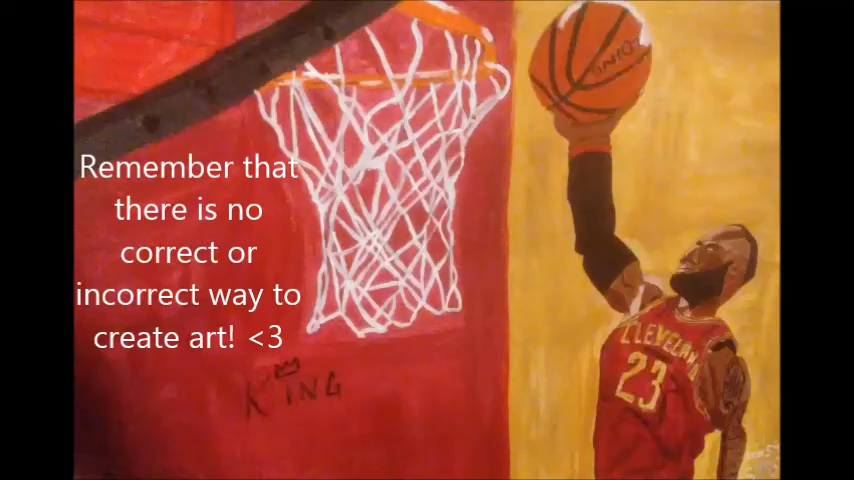 Remember that
there is no
correct or
incorrect way to
create art! <3
KING
CLEVELAND
23